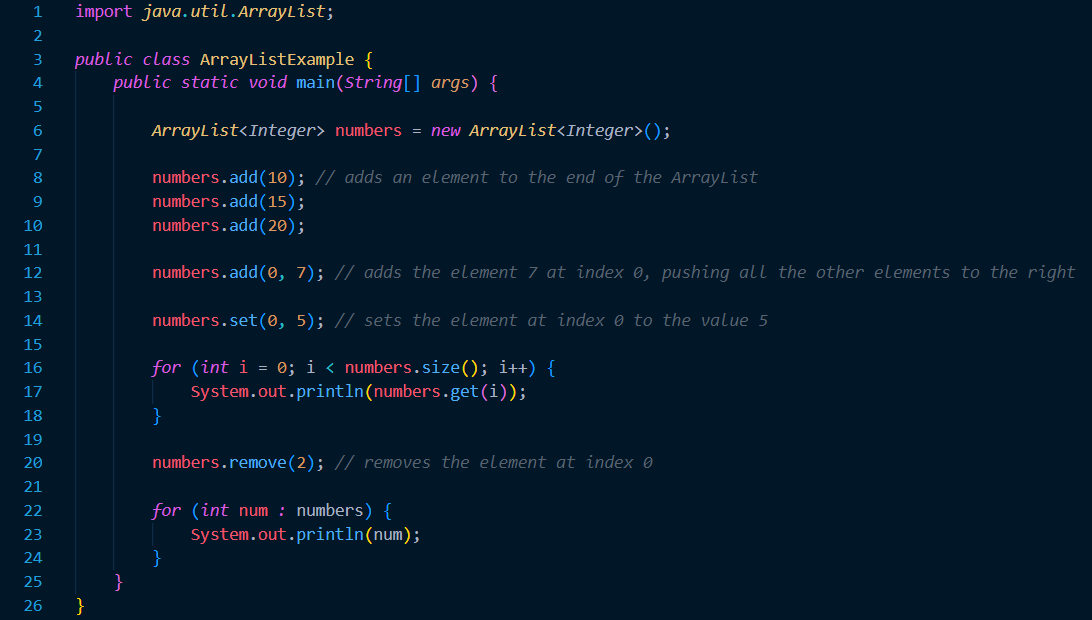 1 import java.util.ArrayList;
2
3 public class ArrayListExample {
4     public static void main(String[] args) {
5
6         ArrayList<Integer> numbers = new ArrayList<Integer>();
7
8         numbers.add(10); // adds an element to the end of the ArrayList
9         numbers.add(15);
10         numbers.add(20);
11
12         numbers.add(0, 7); // adds the element 7 at index 0, pushing all the other elements to the right
13
14         numbers.set(0, 5); // sets the element at index 0 to the value 5
15
16         for (int i = 0; i < numbers.size(); i++) {
17             System.out.println(numbers.get(i));
18         }
19
20         numbers.remove(2); // removes the element at index 0
21
22         for (int num : numbers) {
23             System.out.println(num);
24         }
25     }
26 }